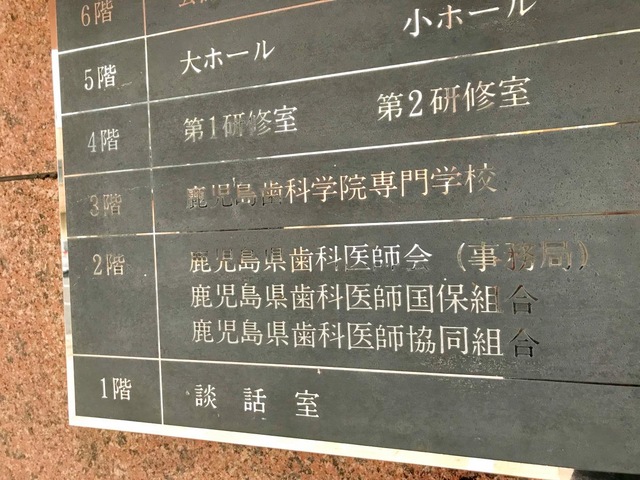 6階
5階 大ホール 小ホール
4階 第1研修室 第2研修室
3階 鹿児島歯科学院専門学校
2階 鹿児島県歯科医師会（事務局）
鹿児島県歯科医師国保組合
鹿児島県歯科医師協同組合
1階 談話室